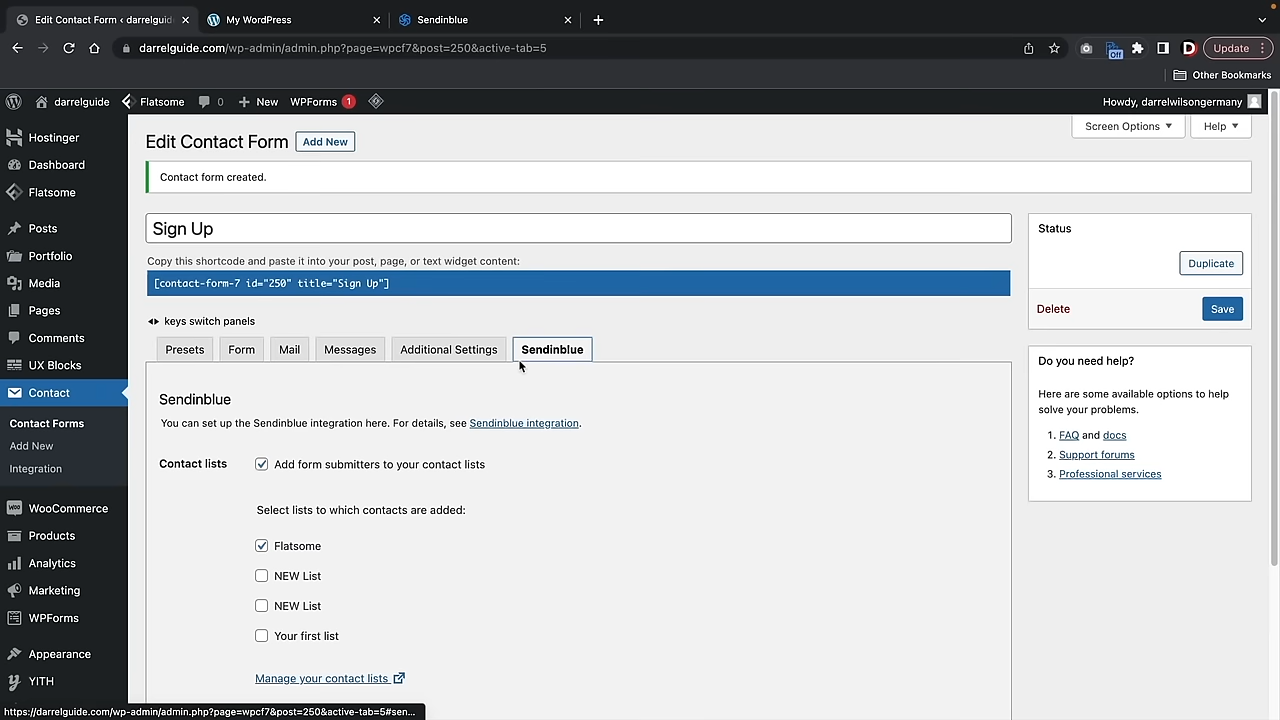 Edit Contact Form ‹ darrelguide
My WordPress
Sendinblue
darrelguide.com/wp-admin/admin.php?page=wpcf7&post=250&active-tab=5
Off
D
Update
Other Bookmarks
darrelguide
Flatsome
0
New
WPForms 1
Howdy, darrelwilsongermany
Hostinger
Dashboard
Flatsome
Posts
Portfolio
Media
Pages
Comments
UX Blocks
Contact
Contact Forms
Add New
Integration
WooCommerce
Products
Analytics
Marketing
WPForms
Appearance
YITH
Screen Options
Help
Edit Contact Form
Add New
Contact form created.
Sign Up
Copy this shortcode and paste it into your post, page, or text widget content:
[contact-form-7 id="250" title="Sign Up"]
keys switch panels
Presets
Form
Mail
Messages
Additional Settings
Sendinblue
Sendinblue
You can set up the Sendinblue integration here. For details, see Sendinblue integration.
Contact lists
Add form submitters to your contact lists
Select lists to which contacts are added:
Flatsome
NEW List
NEW List
Your first list
Manage your contact lists
Status
Duplicate
Delete
Save
Do you need help?
Here are some available options to help
solve your problems.
1. FAQ and docs
2. Support forums
3. Professional services
https://darrelguide.com/wp-admin/admin.php?page=wpcf7&post=250&active-tab=5#sen...